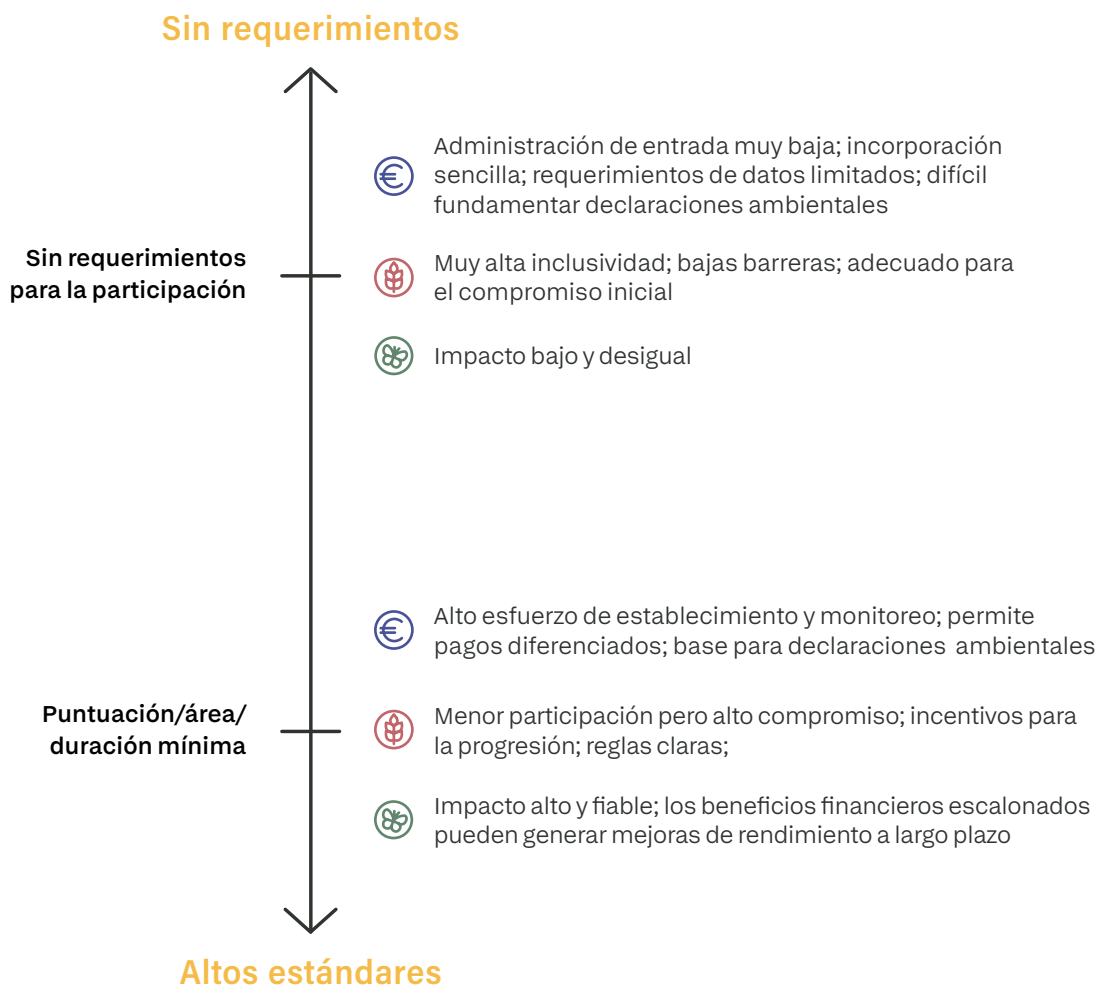 Sin requerimientos
Administración de entrada muy baja; incorporación
sencilla; requerimientos de datos limitados; difícil
fundamentar declaraciones ambientales
Sin requerimientos
para la participación
Muy alta inclusividad; bajas barreras; adecuado para
el compromiso inicial
Impacto bajo y desigual
Alto esfuerzo de establecimiento y monitoreo; permite
pagos diferenciados; base para declaraciones ambientales
Puntuación/área/
duración mínima
Menor participación pero alto compromiso; incentivos para
la progresión; reglas claras;
Impacto alto y fiable; los beneficios financieros escalonados
pueden generar mejoras de rendimiento a largo plazo
Altos estándares